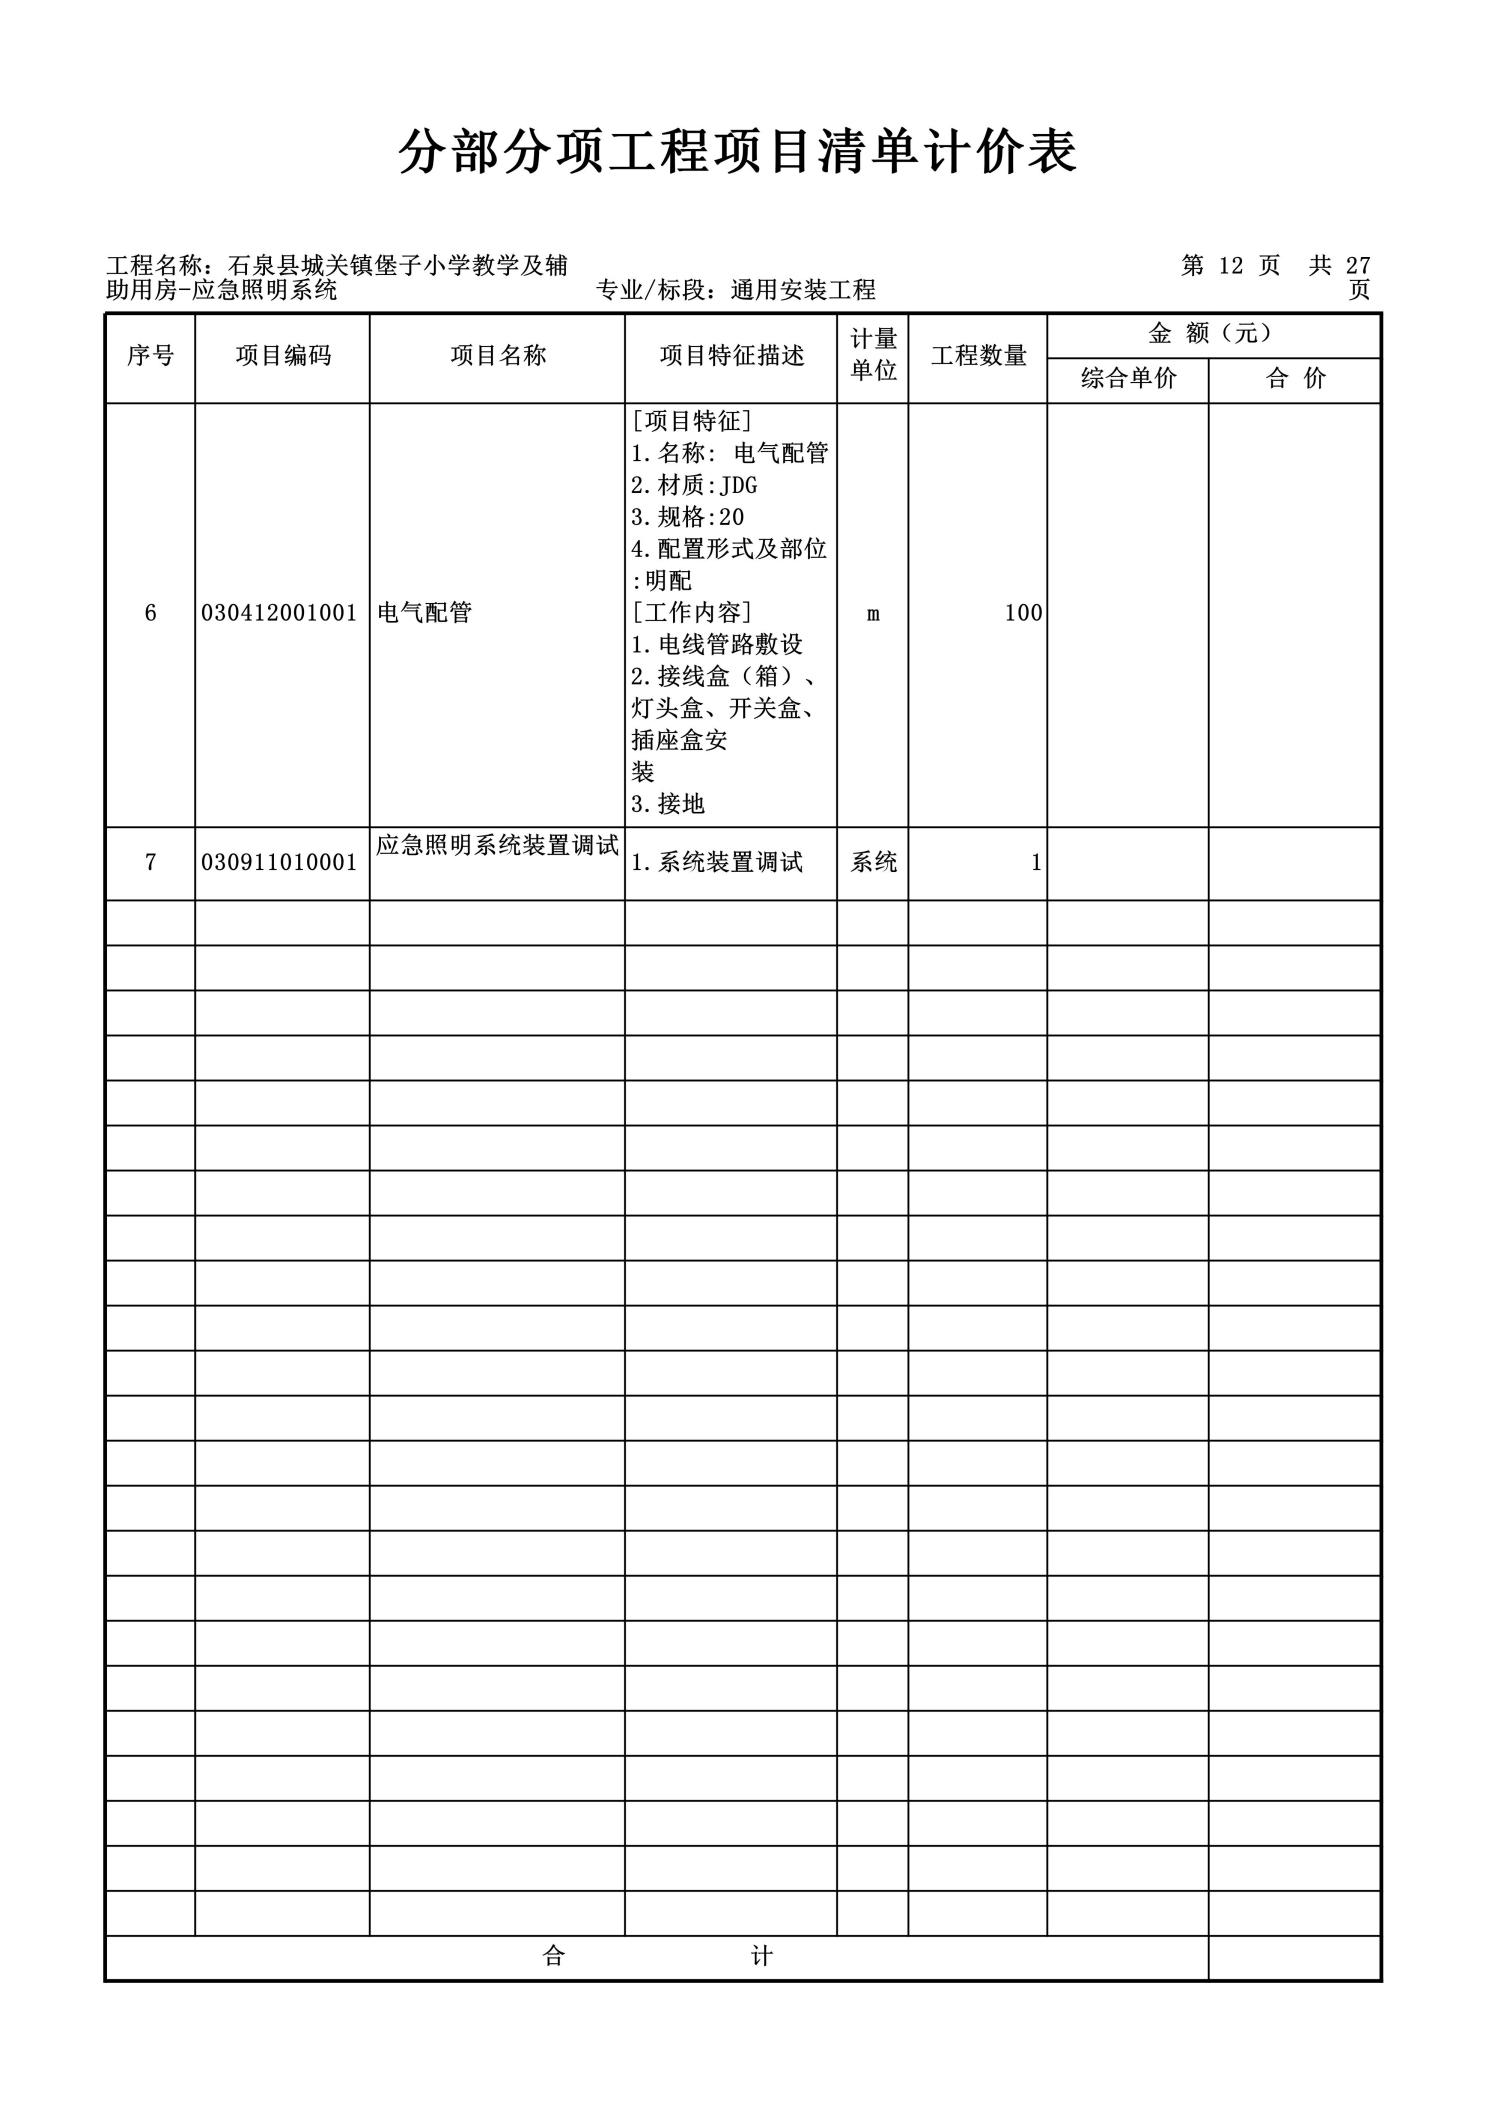 分部分项工程项目清单计价表
工程名称：石泉县城关镇堡子小学教学及辅
助用房-应急照明系统
专业/标段：通用安装工程
第 12 页 共 27
页
序号 项目编码 项目名称 项目特征描述 计量
单位 工程数量 金 额（元）
综合单价 合 价
6 030412001001 电气配管 [项目特征]
1.名称: 电气配管
2.材质:JDG
3.规格:20
4.配置形式及部位
:明配
[工作内容]
1.电线管路敷设
2.接线盒（箱）、
灯头盒、开关盒、
插座盒安
装
3.接地
m 100
7 030911010001 应急照明系统装置调试 1.系统装置调试 系统 1
合 计